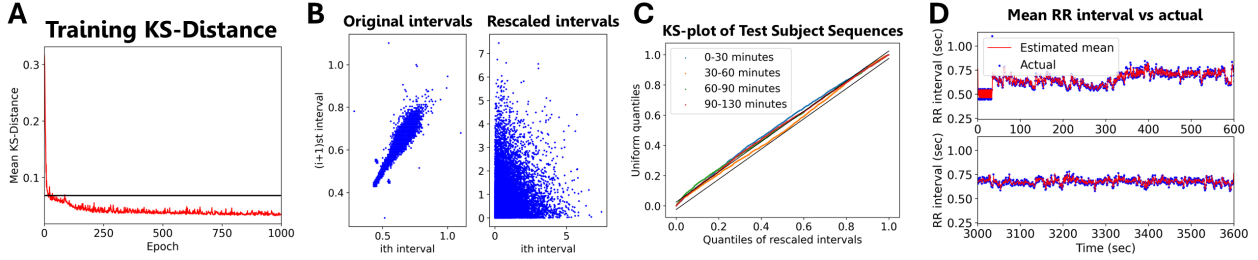 A
Training KS-Distance
Mean KS-Distance
0.3
0.2
0.1
0
250
500
750
1000
Epoch
B
Original intervals
Rescaled intervals
(i+1)st interval
1.0
0.8
0.6
0.4
0.5
1.0
ith interval
7
6
5
4
3
2
1
0
0
5
ith interval
C
KS-plot of Test Subject Sequences
0-30 minutes
30-60 minutes
60-90 minutes
90-130 minutes
Uniform quantiles
1.0
0.8
0.6
0.4
0.2
0.0
0.0
0.2
0.4
0.6
0.8
1.0
Quantiles of rescaled intervals
D
Mean RR interval vs actual
Estimated mean
Actual
RR interval (sec)
1.00
0.75
0.50
0.25
0
100
200
300
400
500
600
RR interval (sec)
1.00
0.75
0.50
0.25
3000
3100
3200
3300
3400
3500
3600
Time (sec)